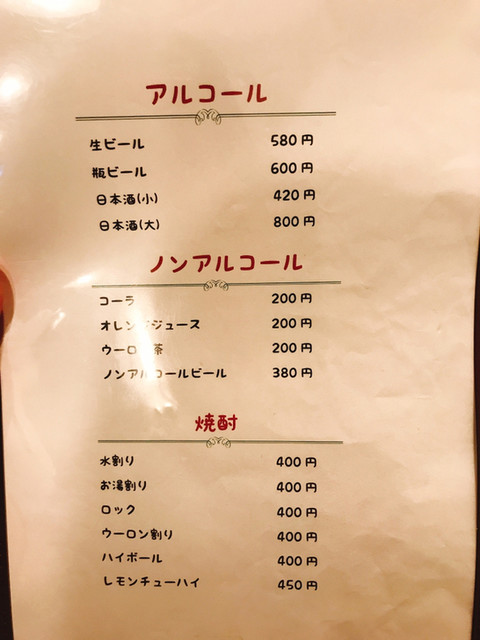 アルコール
生ビール 580円
瓶ビール 600円
日本酒(小) 420円
日本酒(大) 800円
ノンアルコール
コーラ 200円
オレンジジュース 200円
ウーロン茶 200円
ノンアルコールビール 380円
焼酎
水割り 400円
お湯割り 400円
ロック 400円
ウーロン割り 400円
ハイボール 400円
レモンチューハイ 450円